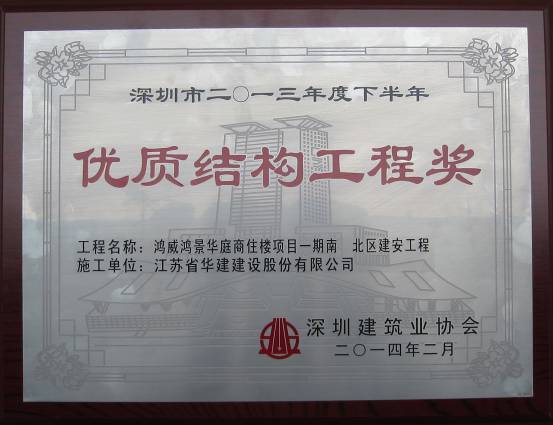 深圳市二〇一三年度下半年
优质结构工程奖
工程名称：鸿威鸿景华庭商住楼项目一期南 北区建安工程
施工单位：江苏省华建建设股份有限公司
深圳建筑业协会
二〇一四年二月